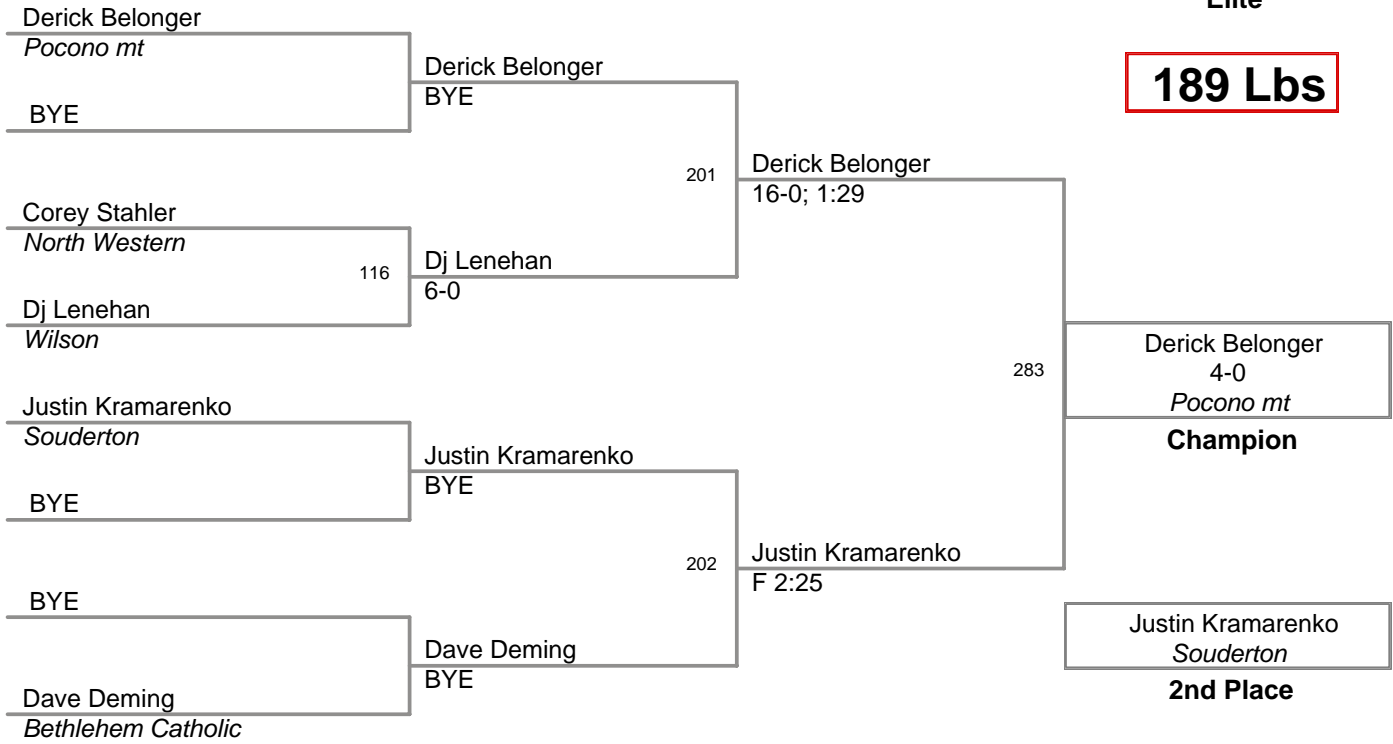 Elite
189 Lbs
Derick Belonger
Pocono mt
BYE
Corey Stahler
North Western
116
Dj Lenehan
Wilson
Justin Kramarenko
Souderton
BYE
BYE
Dave Deming
Bethlehem Catholic
Derick Belonger
BYE
201
Dj Lenehan
6-0
Justin Kramarenko
BYE
202
Dave Deming
BYE
Derick Belonger
16-0; 1:29
283
Justin Kramarenko
F 2:25
Derick Belonger
4-0
Pocono mt
Champion
Justin Kramarenko
Souderton
2nd Place